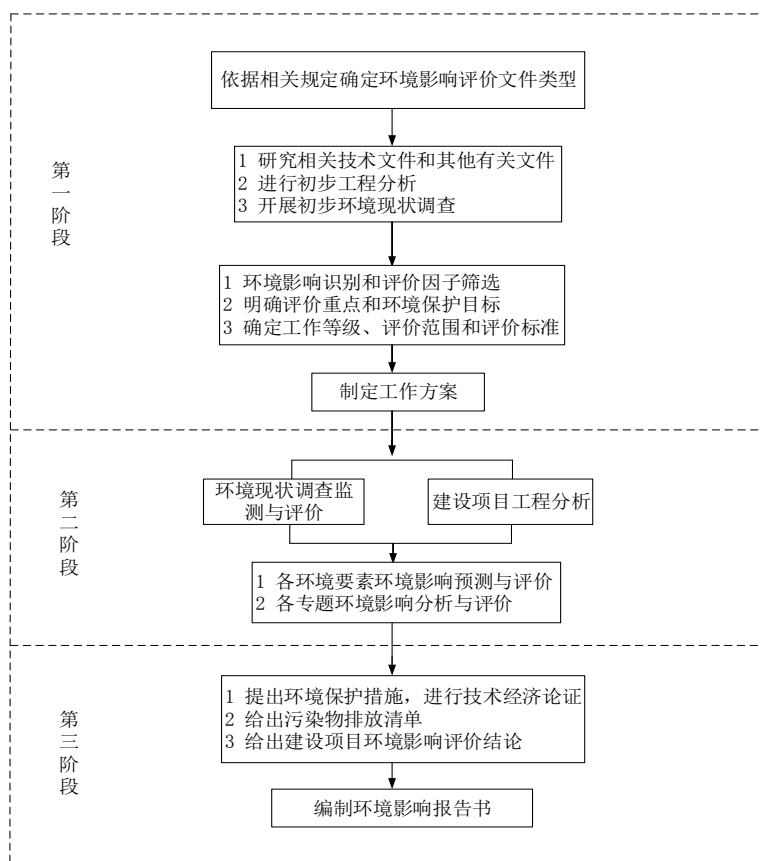 依据相关规定确定环境影响评价文件类型
第一阶段
1 研究相关技术文件和其他有关文件
2 进行初步工程分析
3 开展初步环境现状调查
1 环境影响识别和评价因子筛选
2 明确评价重点和环境保护目标
3 确定工作等级、评价范围和评价标准
制定工作方案
第二阶段
环境现状调查监
测与评价
建设项目工程分析
1 各环境要素环境影响预测与评价
2 各专题环境影响分析与评价
第三阶段
1 提出环境保护措施，进行技术经济论证
2 给出污染物排放清单
3 给出建设项目环境影响评价结论
编制环境影响报告书